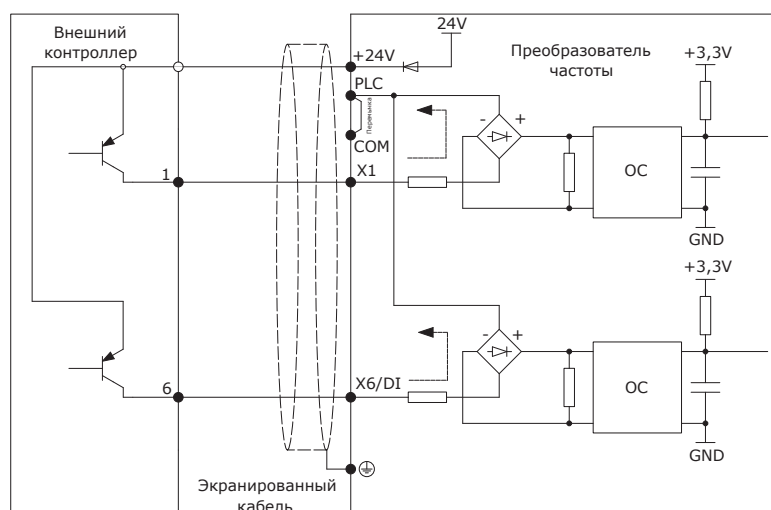 Внешний
контроллер
24V
+24V
Преобразователь
частоты
+3,3V
PLC
Перемычка
- +
COM
1
X1
OC
GND
+3,3V
- +
6
X6/DI
OC
GND
Экранированный
кабель